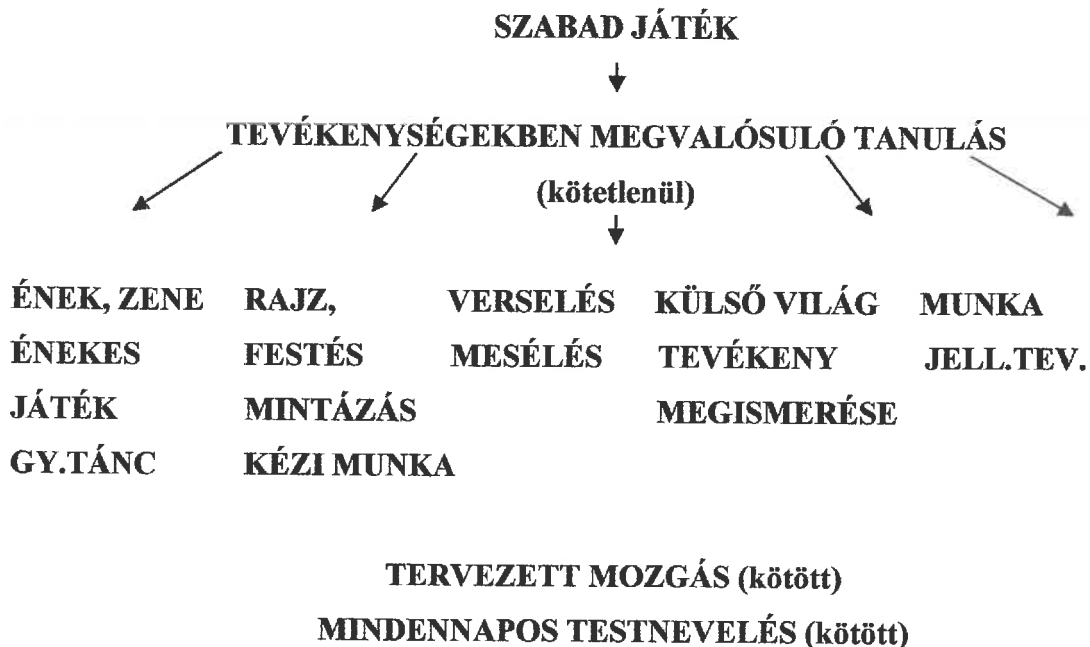 SZABAD JÁTÉK
TEVÉKENYSÉGEKBEN MEGVALÓSULÓ TANULÁS
(kötetlenül)
ÉNEK, ZENE RAJZ, VERSELÉS KÜLSŐ VILÁG MUNKA
ÉNEKES FESTÉS MESÉLÉS TEVÉKENY JELL.TEV.
JÁTÉK MINTÁZÁS MEGISMERÉSE
GY.TÁNC KÉZI MUNKA
TERVEZETT MOZGÁS (kötött)
MINDENNAPOS TESTNEVELÉS (kötött)